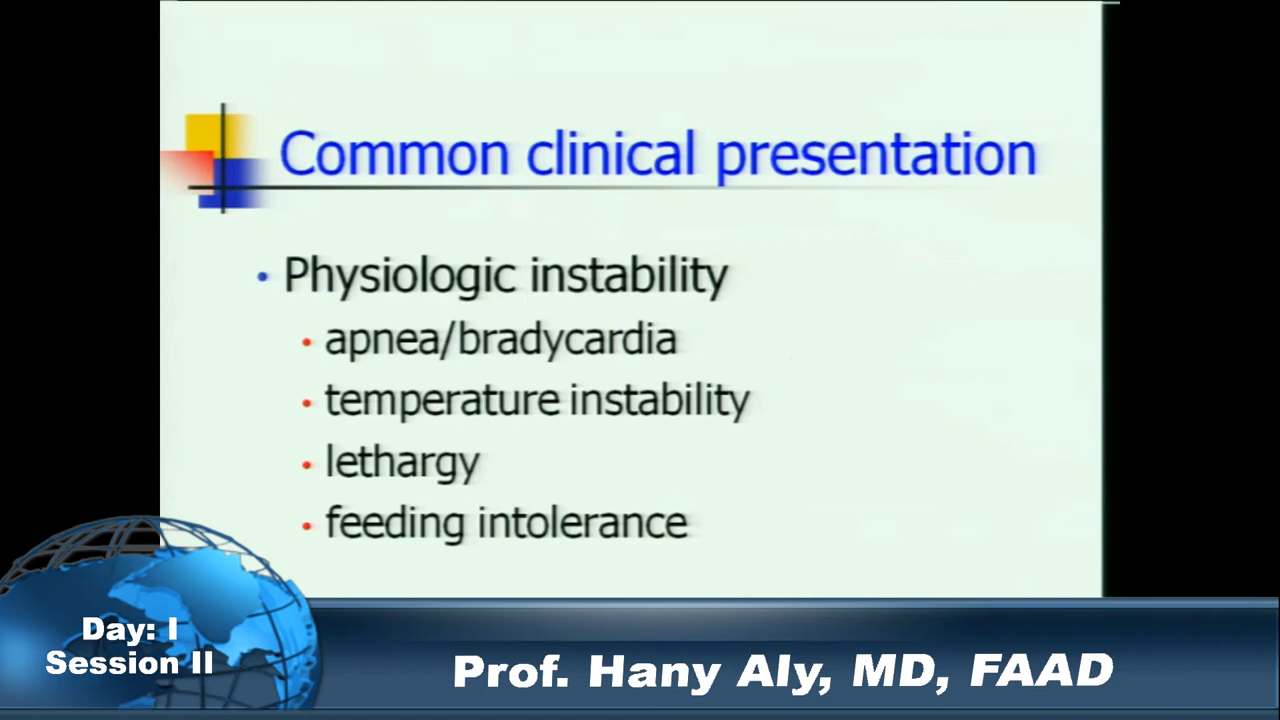 Common clinical presentation
• Physiologic instability
• apnea/bradycardia
• temperature instability
• lethargy
• feeding intolerance
Day: I
Session II
Prof. Hany Aly, MD, FAAD